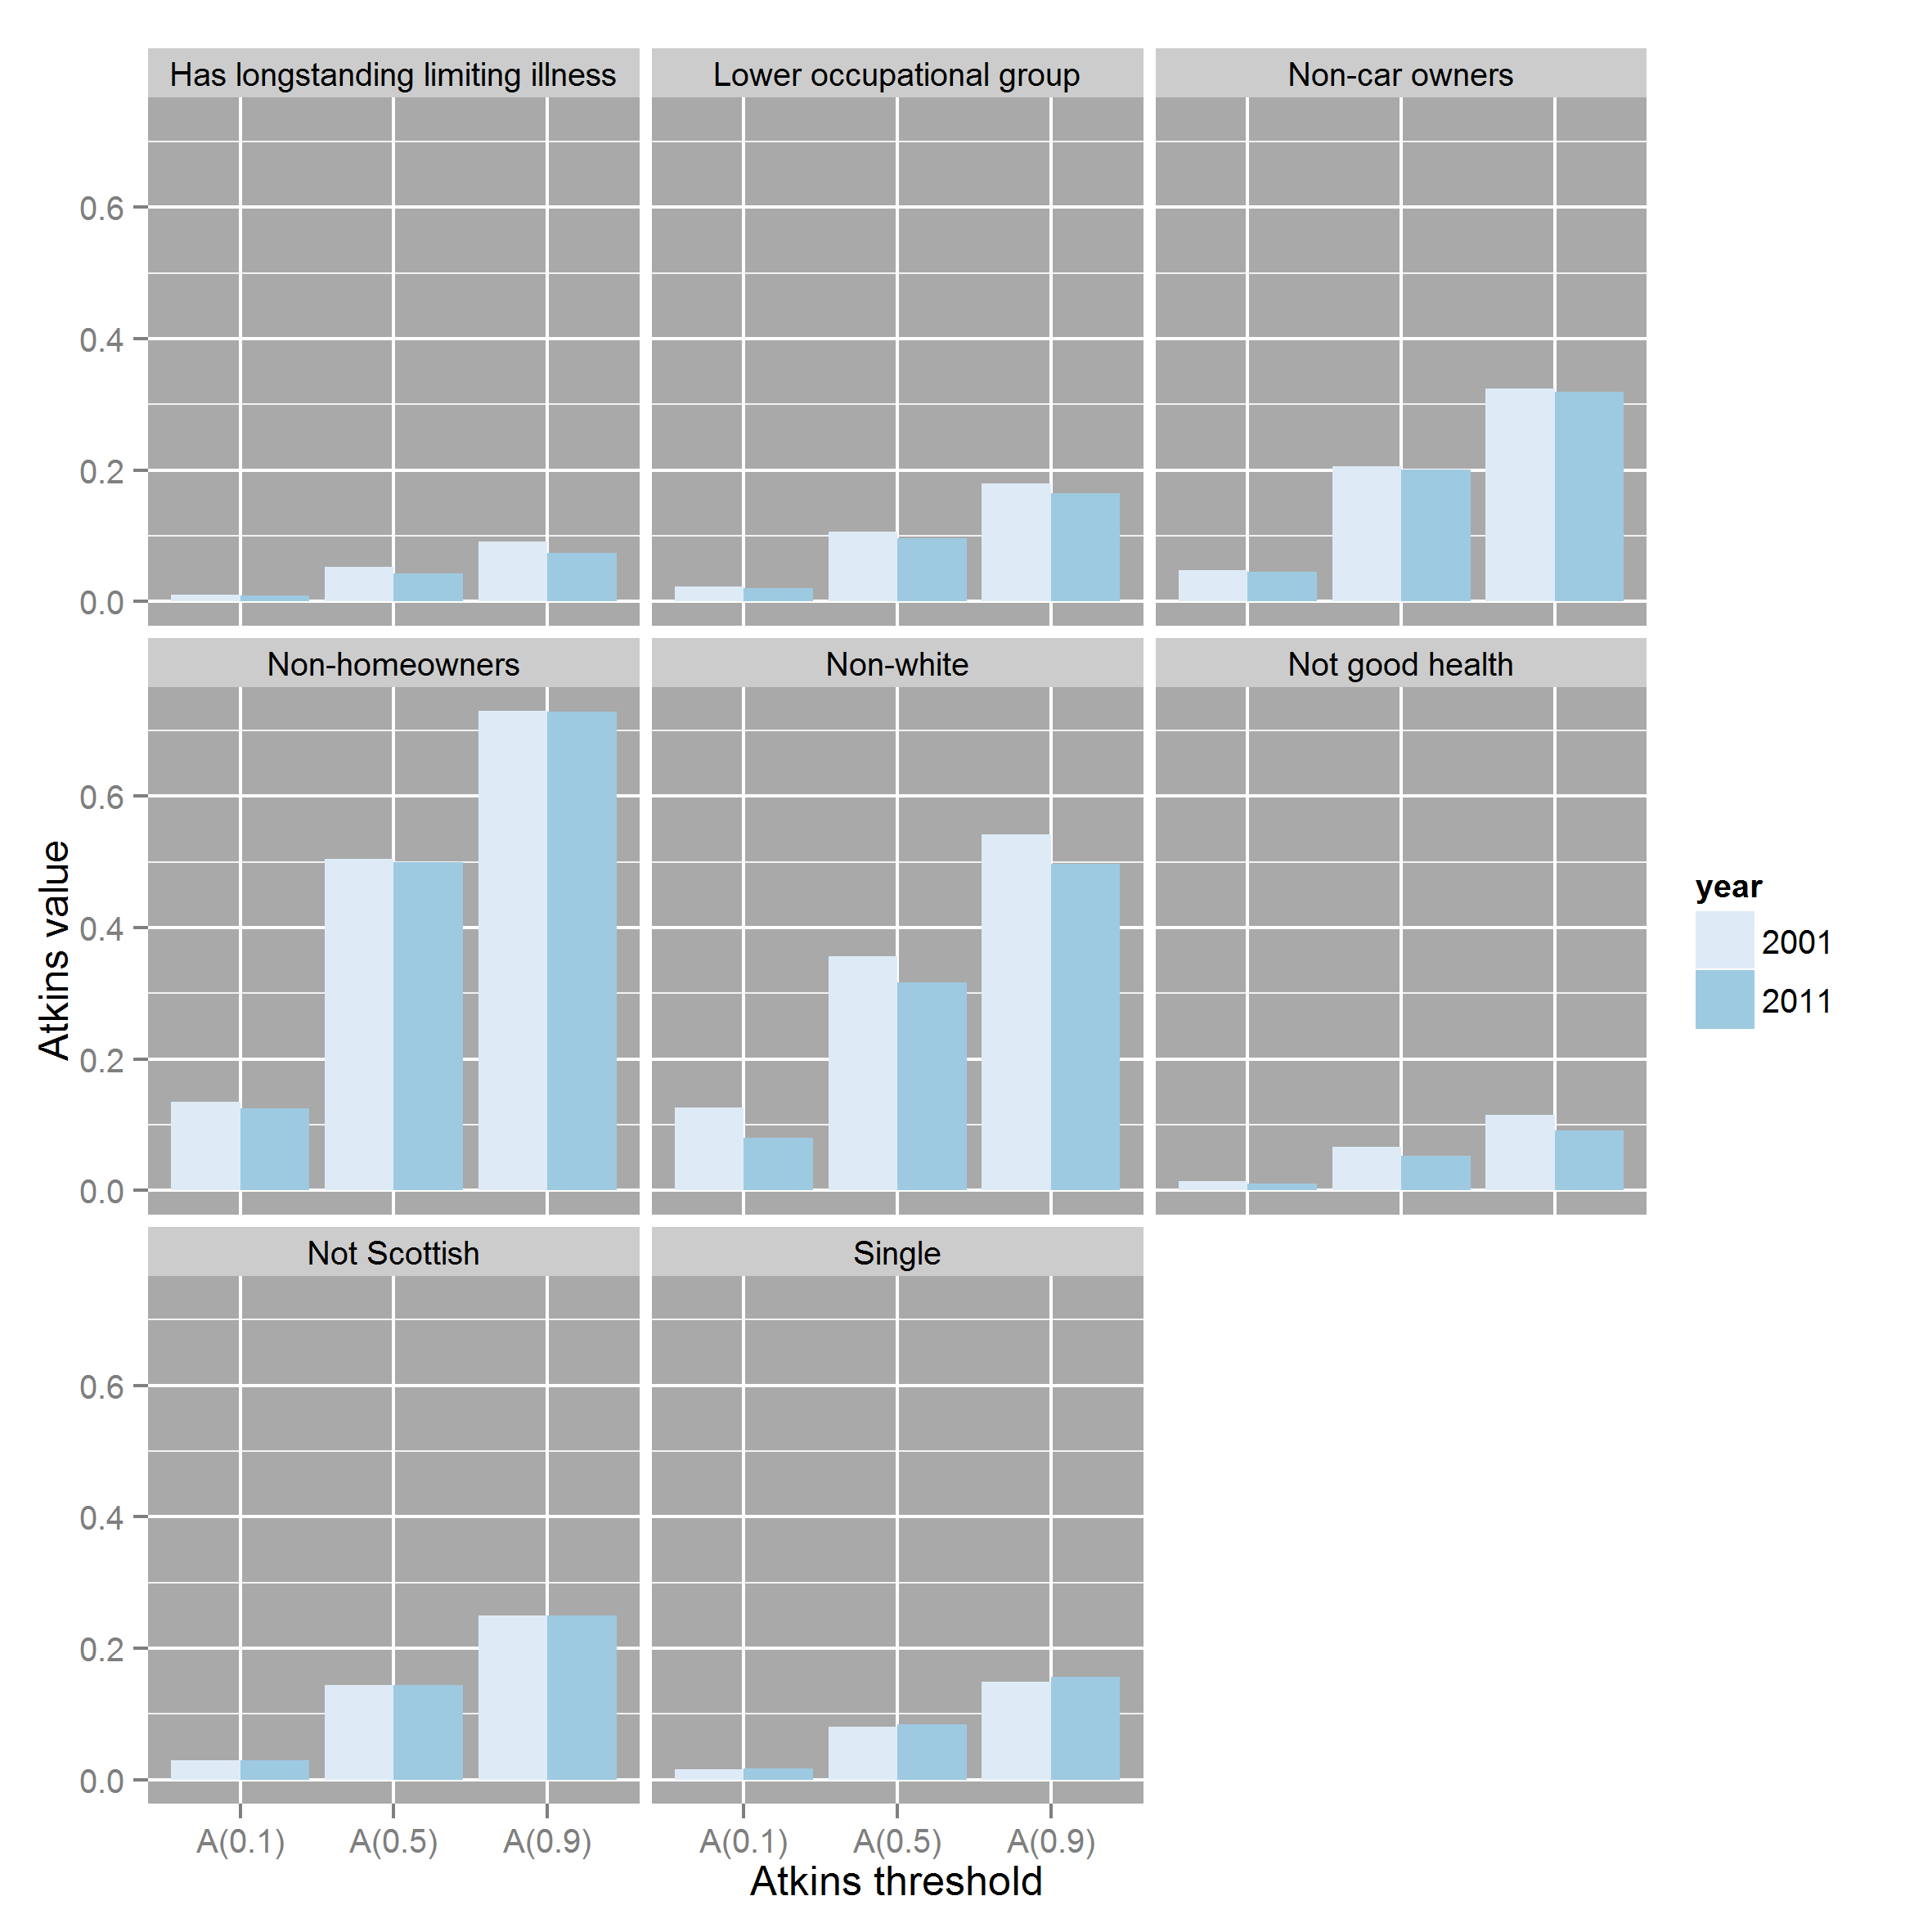 Has longstanding limiting illness
Lower occupational group
Non-car owners
0.6
0.4
0.2
0.0
Non-homeowners
Non-white
Not good health
0.6
0.4
0.2
0.0
Not Scottish
Single
0.6
0.4
0.2
0.0
A(0.1) A(0.5) A(0.9)
A(0.1) A(0.5) A(0.9)
Atkins threshold
Atkins value
year
2001
2011